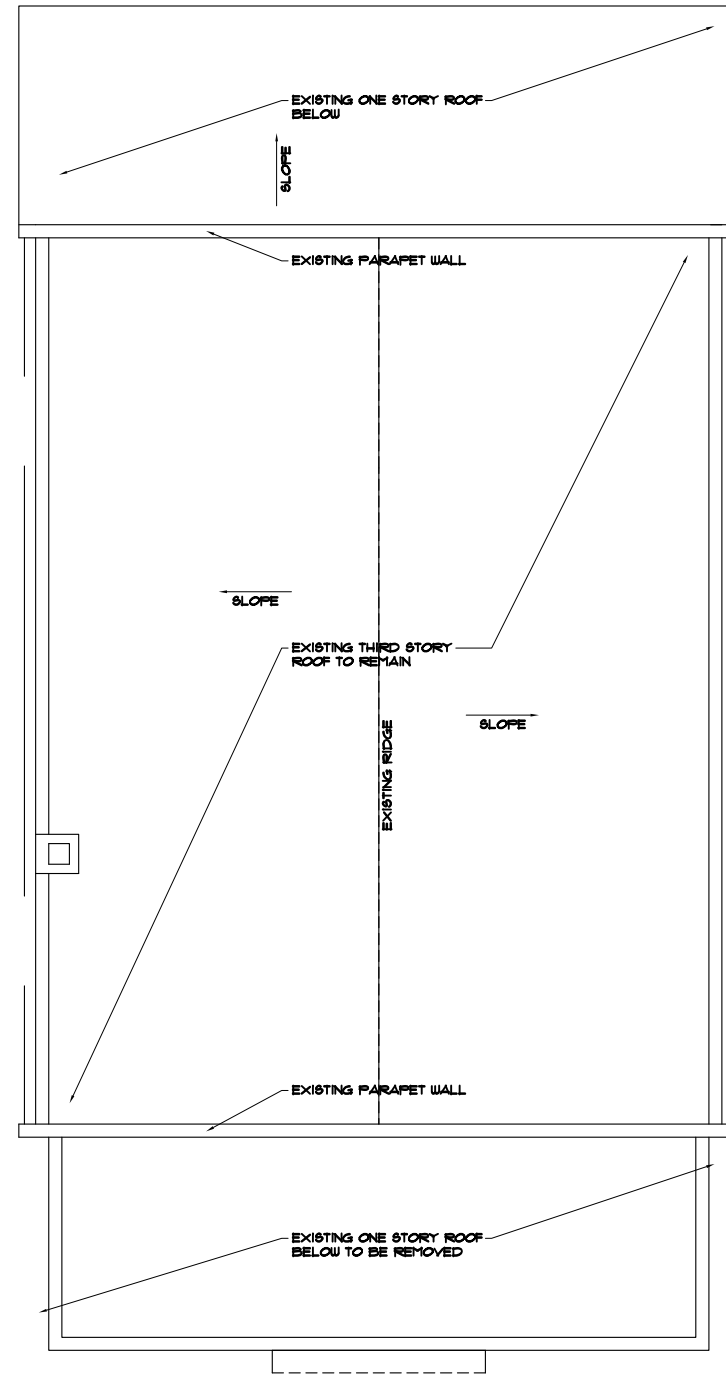 EXISTING ONE STORY ROOF
BELOW
SLOPE
EXISTING PARAPET WALL
SLOPE
EXISTING THIRD STORY
ROOF TO REMAIN
SLOPE
EXISTING RIDGE
EXISTING PARAPET WALL
EXISTING ONE STORY ROOF
BELOW TO BE REMOVED